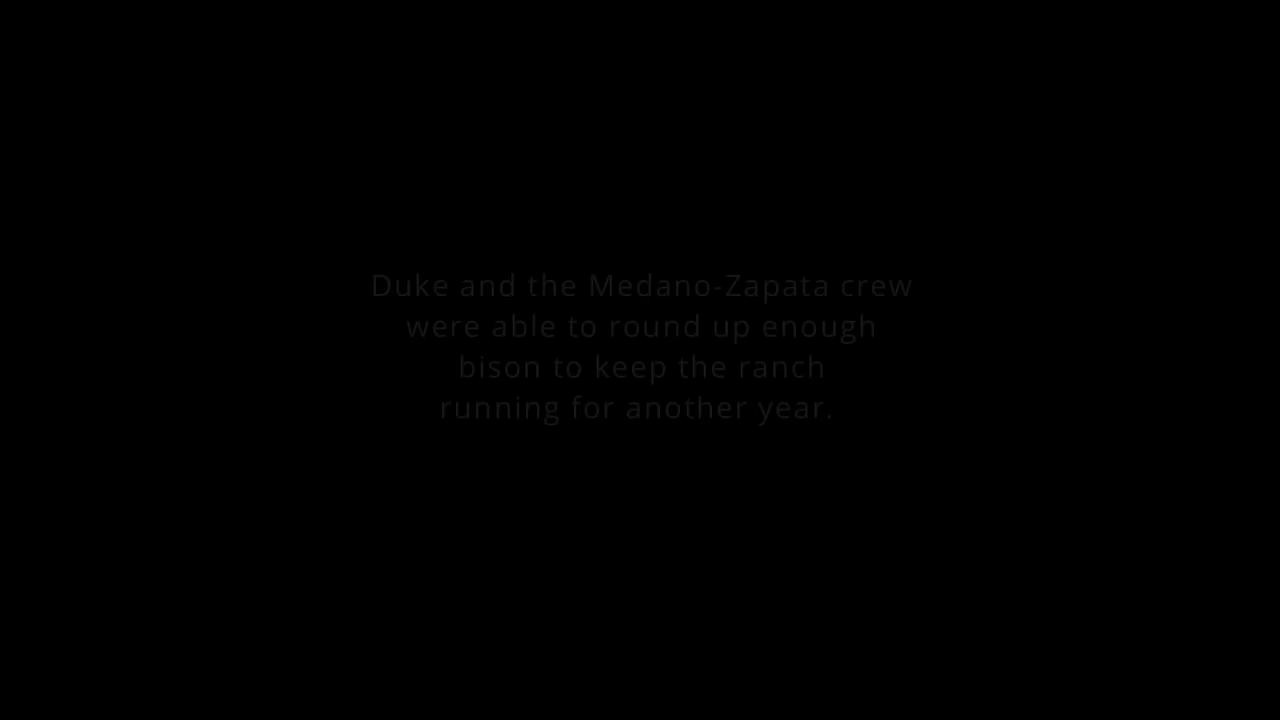 Duke and the Medano-Zapata crew
were able to round up enough
bison to keep the ranch
running for another year.